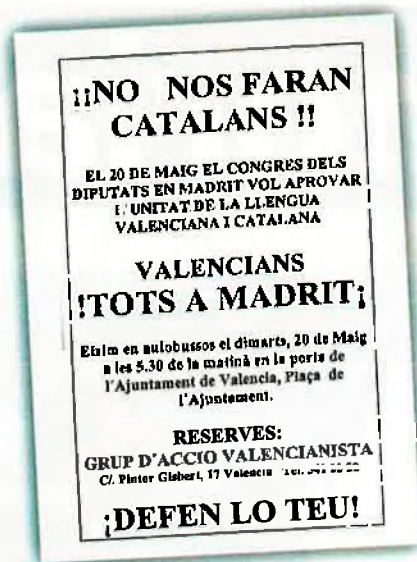 ¡¡NO NOS FARAN
CATALANS !!
EL 20 DE MAIG EL CONGRES DELS
DIPUTATS EN MADRIT VOL APROVAR
L'UNITAT DE LA LLENGUA
VALENCIANA I CATALANA
VALENCIANS
!TOTS A MADRIT¡
Eixim en autobussos el dimarts, 20 de Maig
a les 5.30 de la matinà en la porta de
l'Ajuntament de Valencia, Plaça de
l'Ajuntament.
RESERVES:
GRUP D'ACCIO VALENCIANISTA
C/. Pintor Gisbert, 17 Valencia Tel.
¡DEFEN LO TEU!